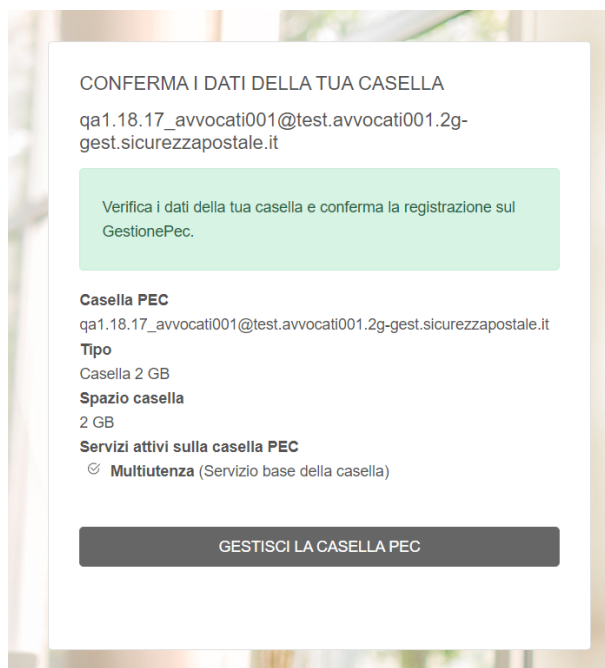 CONFERMA I DATI DELLA TUA CASELLA
qa1.18.17_avvocati001@test.avvocati001.2g-
gest.sicurezzapostale.it
Verifica i dati della tua casella e conferma la registrazione sul
GestionePec.
Casella PEC
qa1.18.17_avvocati001@test.avvocati001.2g-gest.sicurezzapostale.it
Tipo
Casella 2 GB
Spazio casella
2 GB
Servizi attivi sulla casella PEC
Multiutenza (Servizio base della casella)
GESTISCI LA CASELLA PEC